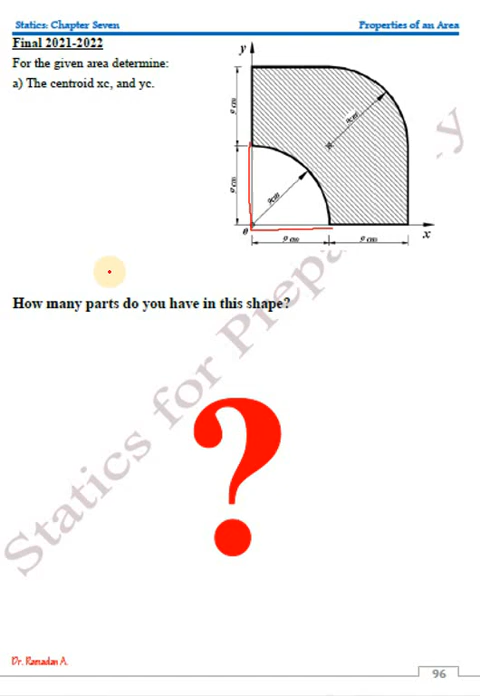 Statics: Chapter Seven
Properties of an Area
Final 2021-2022
For the given area determine:
a) The centroid xc, and yc.
y
9 cm
9cm
9 cm
9cm
θ
x
9 cm
9 cm
How many parts do you have in this shape?
?
Statics for Prepa
y
Dr. Ramadan A.
96